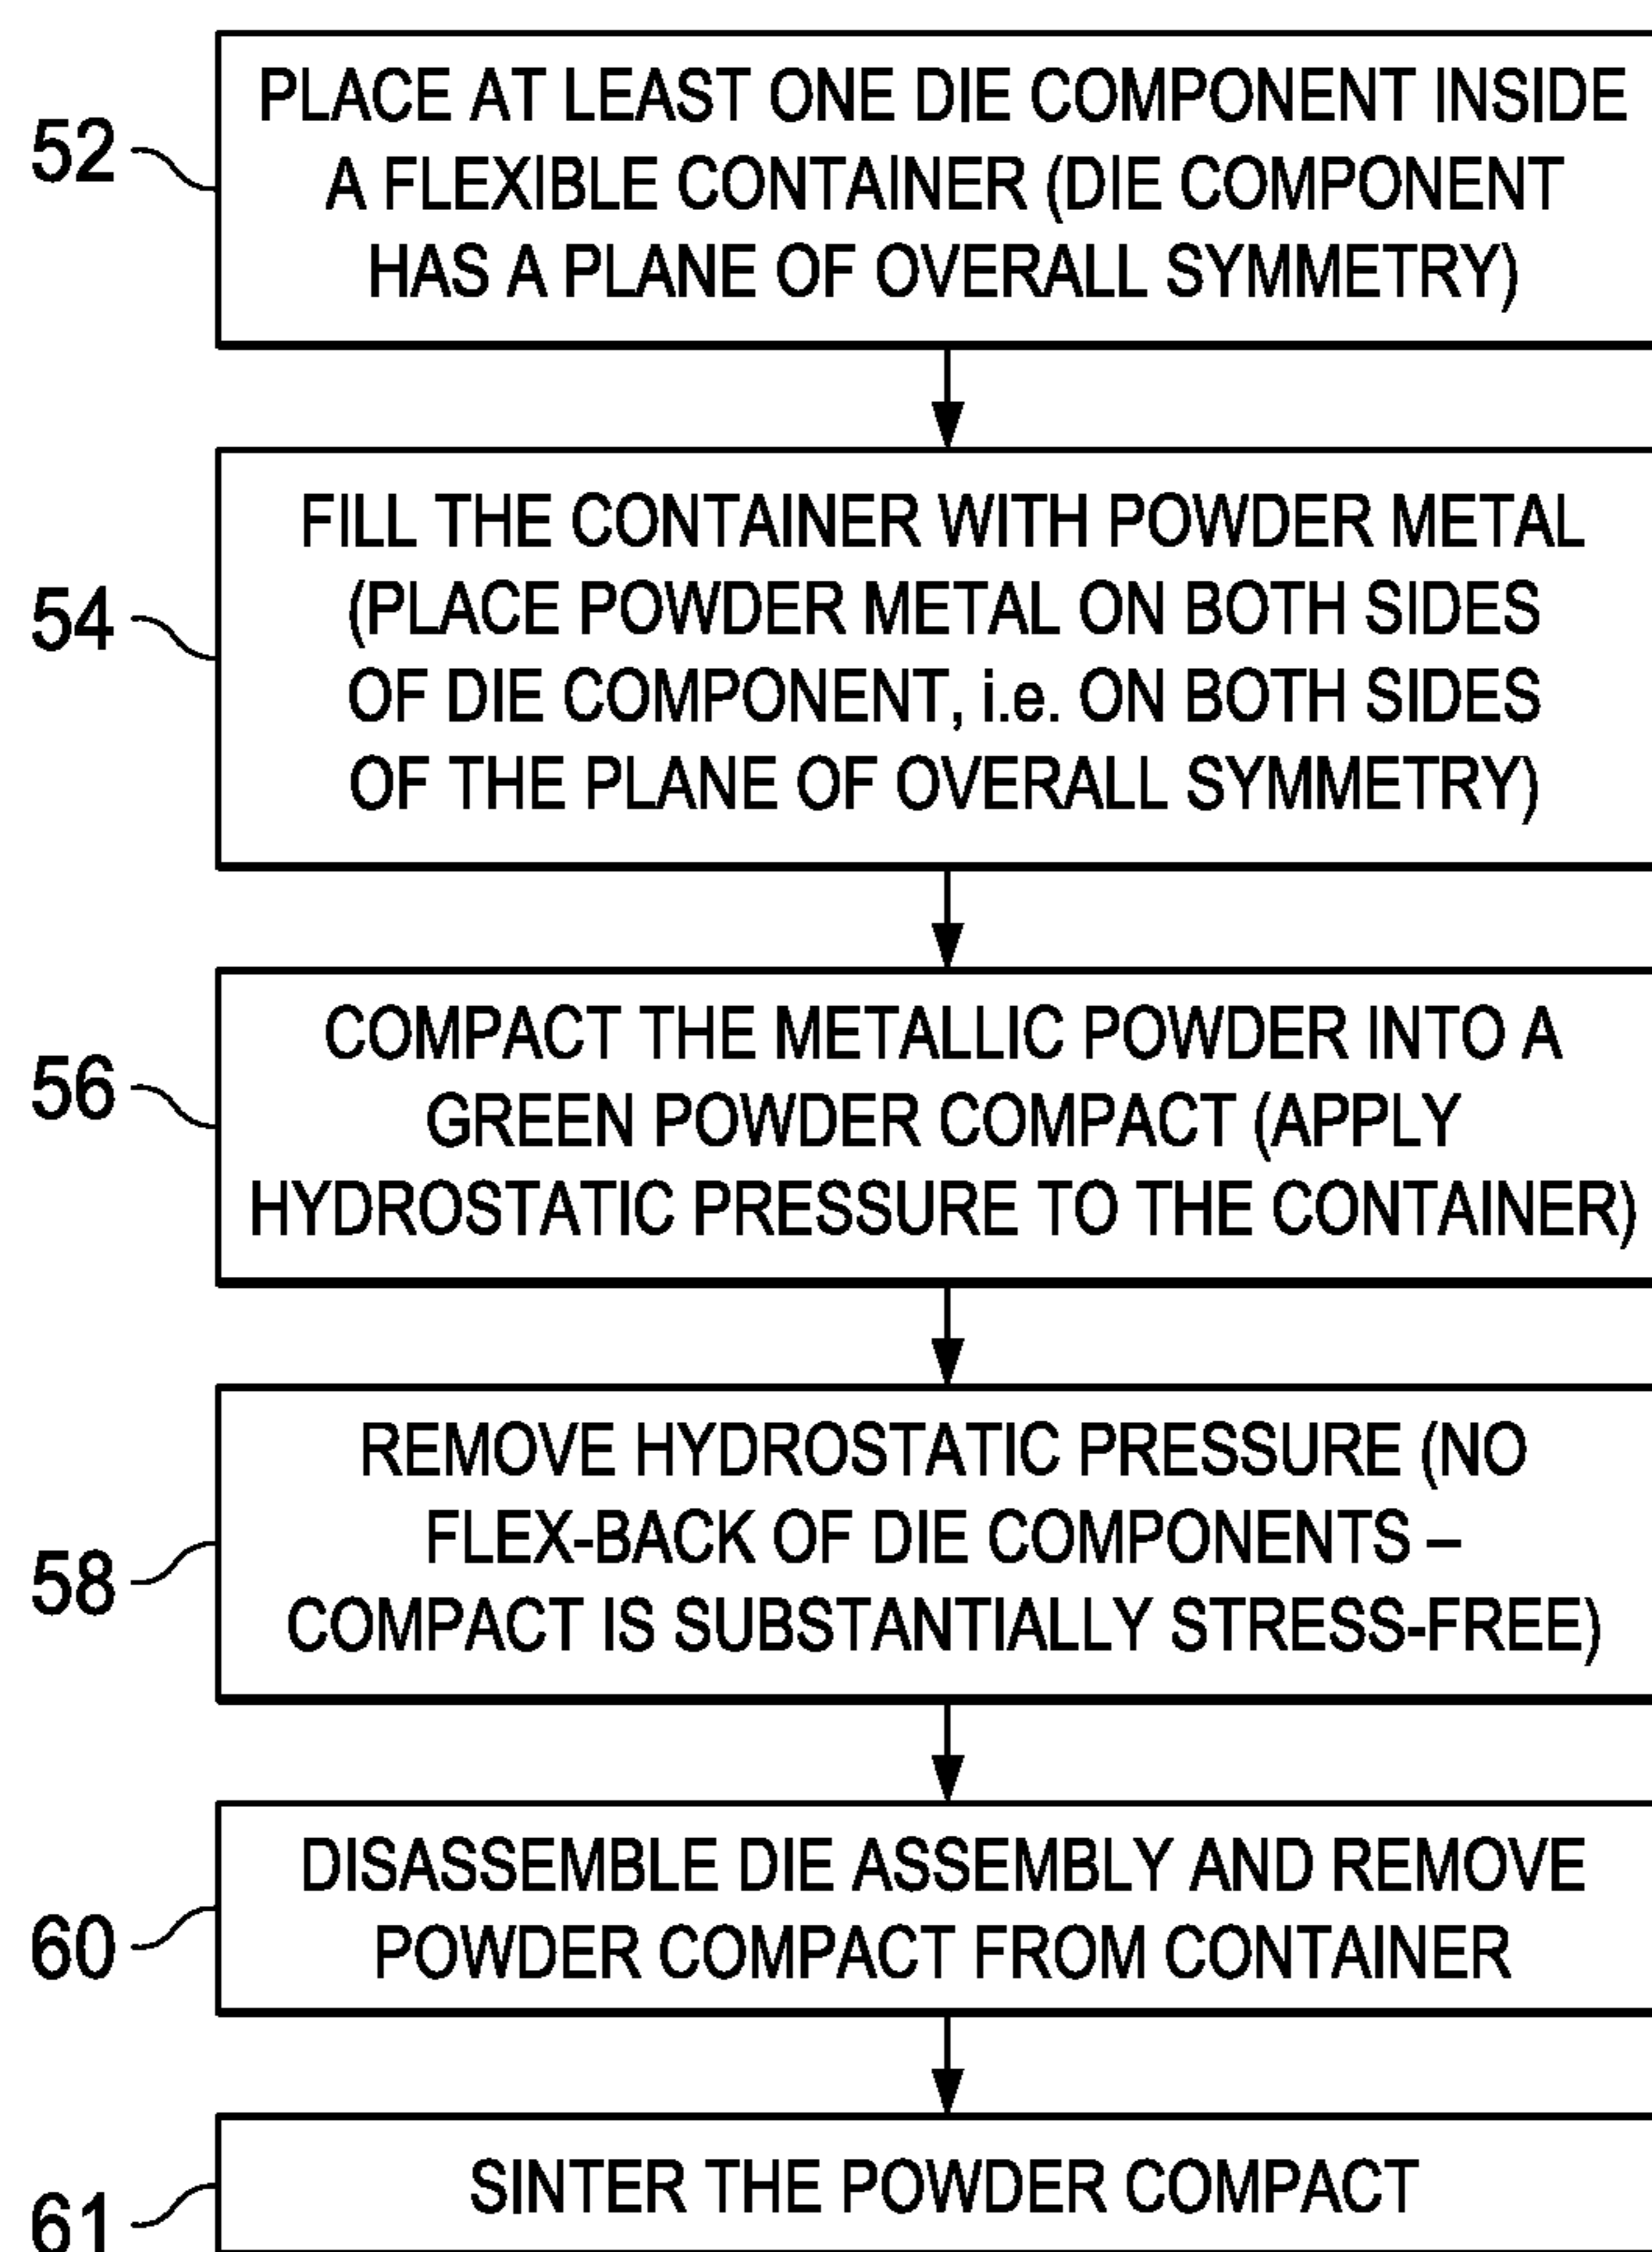 PLACE AT LEAST ONE DIE COMPONENT INSIDE
52
A FLEXIBLE CONTAINER (DIE COMPONENT
HAS A PLANE OF OVERALL SYMMETRY)
FILL THE CONTAINER WITH POWDER METAL
54
(PLACE POWDER METAL ON BOTH SIDES
OF DIE COMPONENT, i.e. ON BOTH SIDES
OF THE PLANE OF OVERALL SYMMETRY)
COMPACT THE METALLIC POWDER INTO A
56
GREEN POWDER COMPACT (APPLY
HYDROSTATIC PRESSURE TO THE CONTAINER)
REMOVE HYDROSTATIC PRESSURE (NO
FLEX-BACK OF DIE COMPONENTS –
58
COMPACT IS SUBSTANTIALLY STRESS-FREE)
DISASSEMBLE DIE ASSEMBLY AND REMOVE
60
POWDER COMPACT FROM CONTAINER
SINTER THE POWDER COMPACT
61